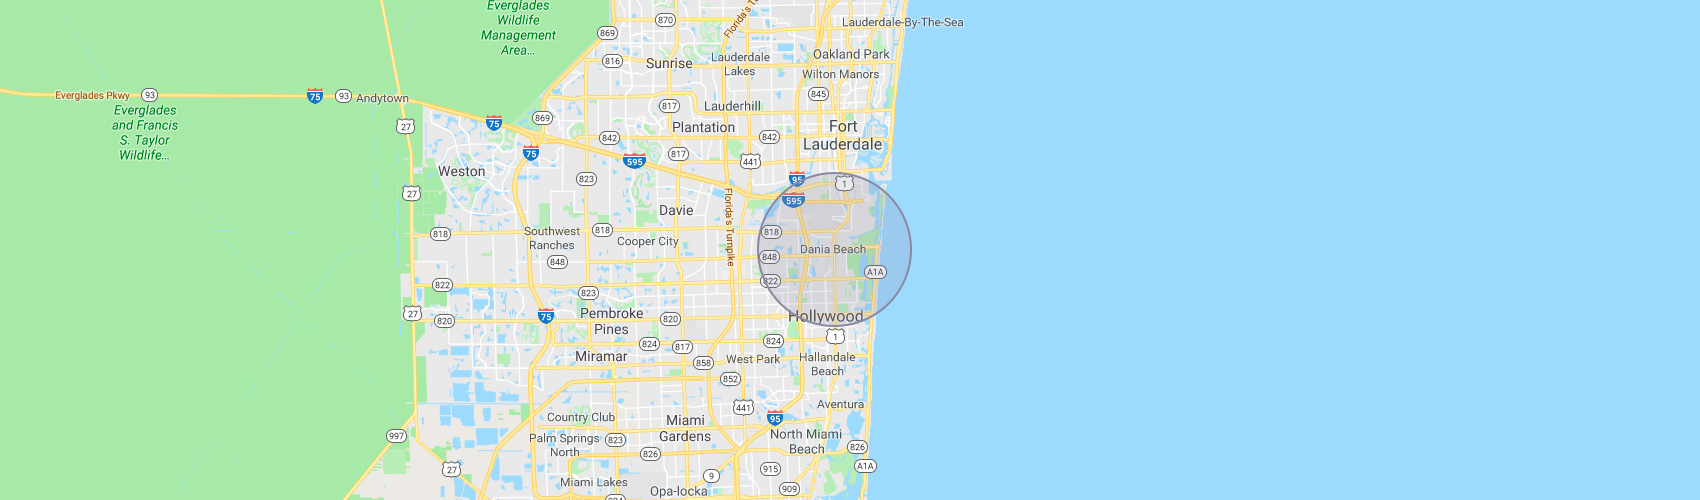 Everglades
Wildlife
Management
Area...
870
Florida's Tu
Lauderdale-By-The-Sea
869
816
Sunrise
Lauderdale
Lakes
Oakland Park
Wilton Manors
Everglades Pkwy
93
75
93
Andytown
845
817
Lauderhill
Everglades
and Francis
S. Taylor
Wildlife...
27
75
869
Plantation
Fort
Lauderdale
842
842
75
595
817
441
Weston
823
95
1
27
595
Florida's Turnpike
Davie
818
Southwest
Ranches
818
Cooper City
818
Dania Beach
848
848
822
822
A1A
823
27
820
75
Pembroke
Pines
820
Hollywood
1
824
817
824
Miramar
858
West Park
Hallandale
Beach
852
441
Aventura
95
Country Club
Miami
Gardens
997
Palm Springs
North
823
North Miami
Beach
826
826
27
A1A
915
9
Miami Lakes
Opa-locka
909
924